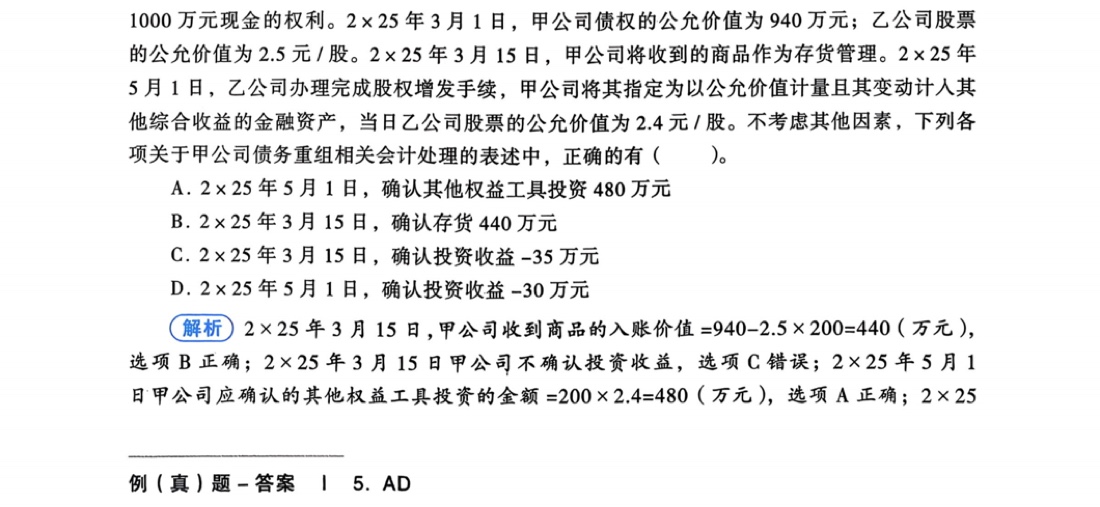 1000 万元现金的权利。2×25 年 3 月 1 日，甲公司债权的公允价值为 940 万元；乙公司股票
的公允价值为 2.5 元 / 股。2×25 年 3 月 15 日，甲公司将收到的商品作为存货管理。2×25 年
5 月 1 日，乙公司办理完成股权增发手续，甲公司将其指定为以公允价值计量且其变动计入其
他综合收益的金融资产，当日乙公司股票的公允价值为 2.4 元 / 股。不考虑其他因素，下列各
项关于甲公司债务重组相关会计处理的表述中，正确的有（　　）。
A. 2×25 年 5 月 1 日，确认其他权益工具投资 480 万元
B. 2×25 年 3 月 15 日，确认存货 440 万元
C. 2×25 年 3 月 15 日，确认投资收益 -35 万元
D. 2×25 年 5 月 1 日，确认投资收益 -30 万元
解析 2×25 年 3 月 15 日，甲公司收到商品的入账价值 =940-2.5×200=440（万元），
选项 B 正确；2×25 年 3 月 15 日甲公司不确认投资收益，选项 C 错误；2×25 年 5 月 1
日甲公司应确认的其他权益工具投资的金额 =200×2.4=480（万元），选项 A 正确；2×25
例（真）题 – 答案 | 5. AD